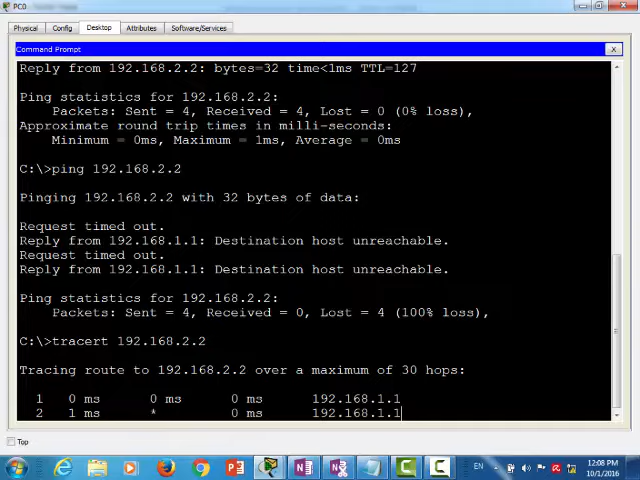 PC0
Physical Config Desktop Attributes Software/Services
Command Prompt X
Reply from 192.168.2.2: bytes=32 time<1ms TTL=127
Ping statistics for 192.168.2.2:
Packets: Sent = 4, Received = 4, Lost = 0 (0% loss),
Approximate round trip times in milli-seconds:
Minimum = 0ms, Maximum = 1ms, Average = 0ms
C:\>ping 192.168.2.2
Pinging 192.168.2.2 with 32 bytes of data:
Request timed out.
Reply from 192.168.1.1: Destination host unreachable.
Request timed out.
Reply from 192.168.1.1: Destination host unreachable.
Ping statistics for 192.168.2.2:
Packets: Sent = 4, Received = 0, Lost = 4 (100% loss),
C:\>tracert 192.168.2.2
Tracing route to 192.168.2.2 over a maximum of 30 hops:
1 0 ms 0 ms 0 ms 192.168.1.1
2 1 ms * 0 ms 192.168.1.1
Top
EN 12:08 PM
10/1/2016